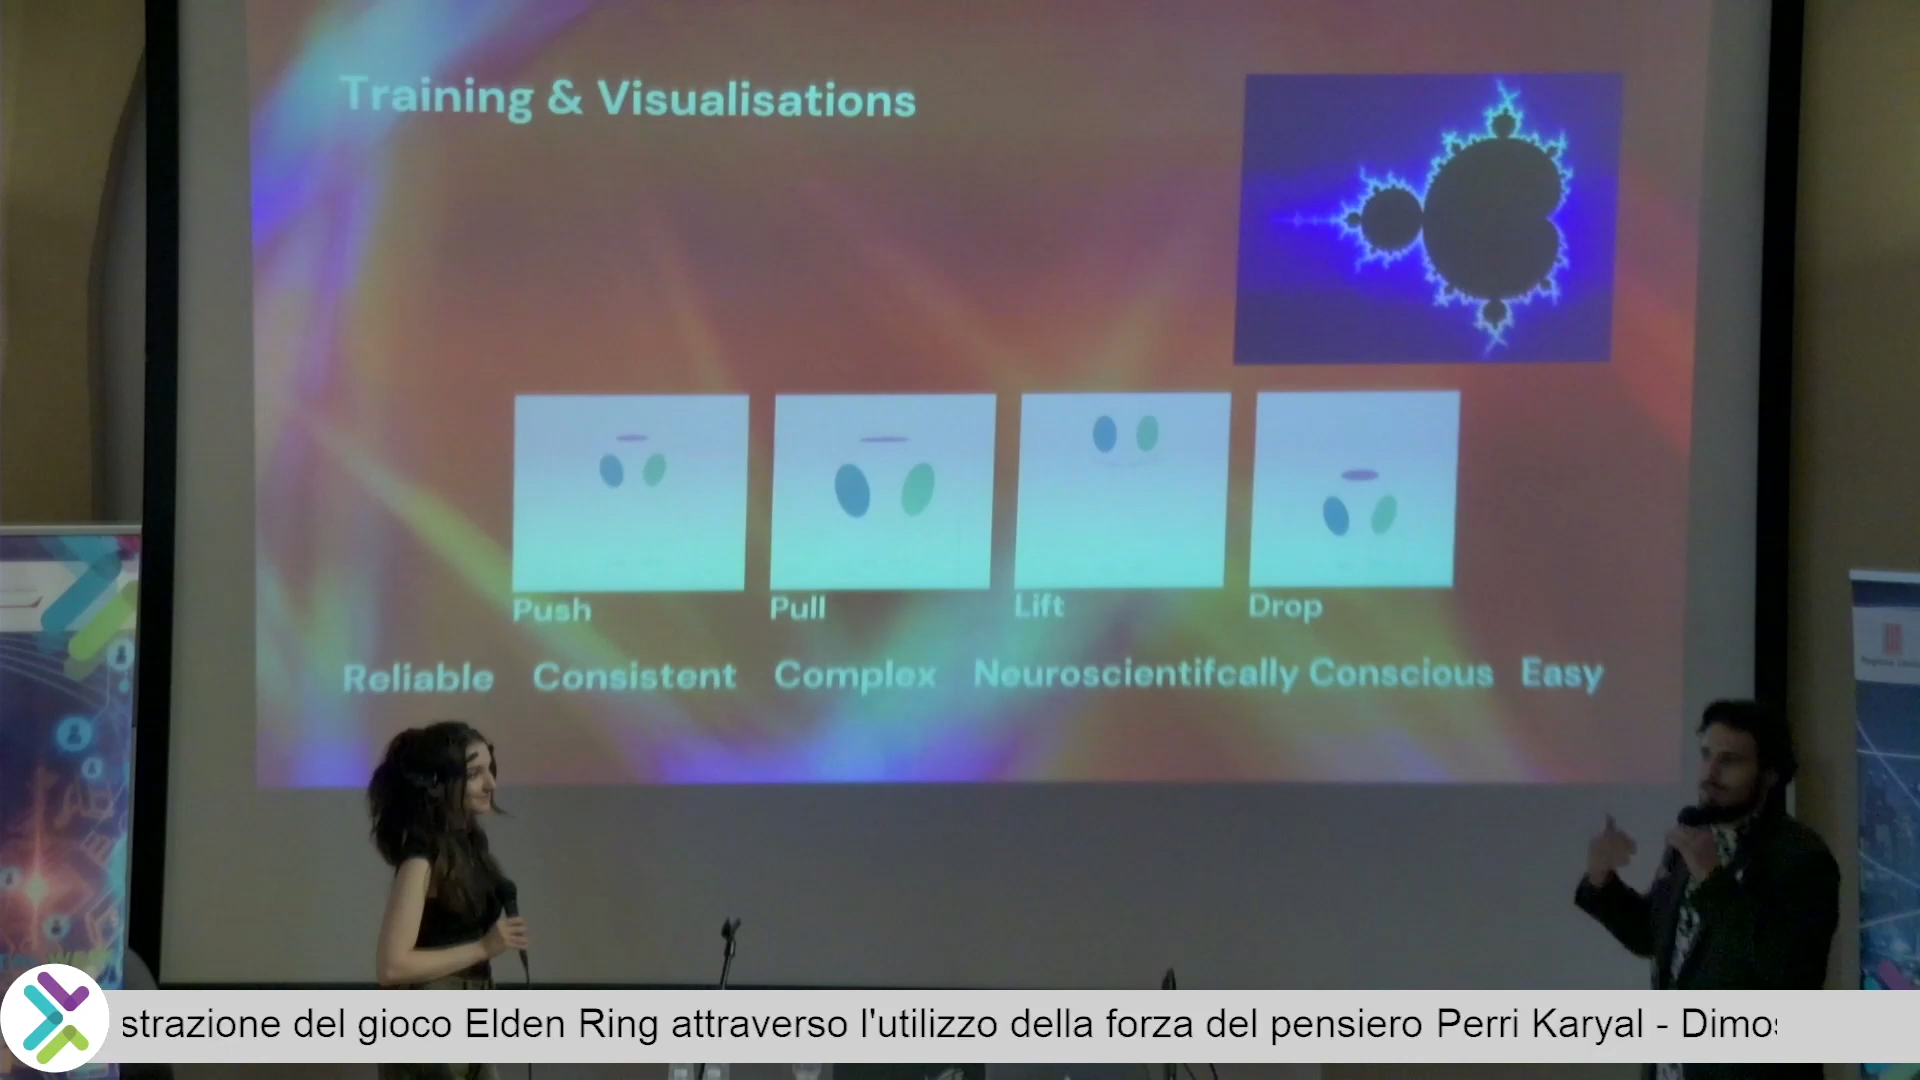 Training & Visualisations
Push Pull Lift Drop
Reliable Consistent Complex Neuroscientifcally Conscious Easy
strazione del gioco Elden Ring attraverso l'utilizzo della forza del pensiero Perri Karyal - Dimos